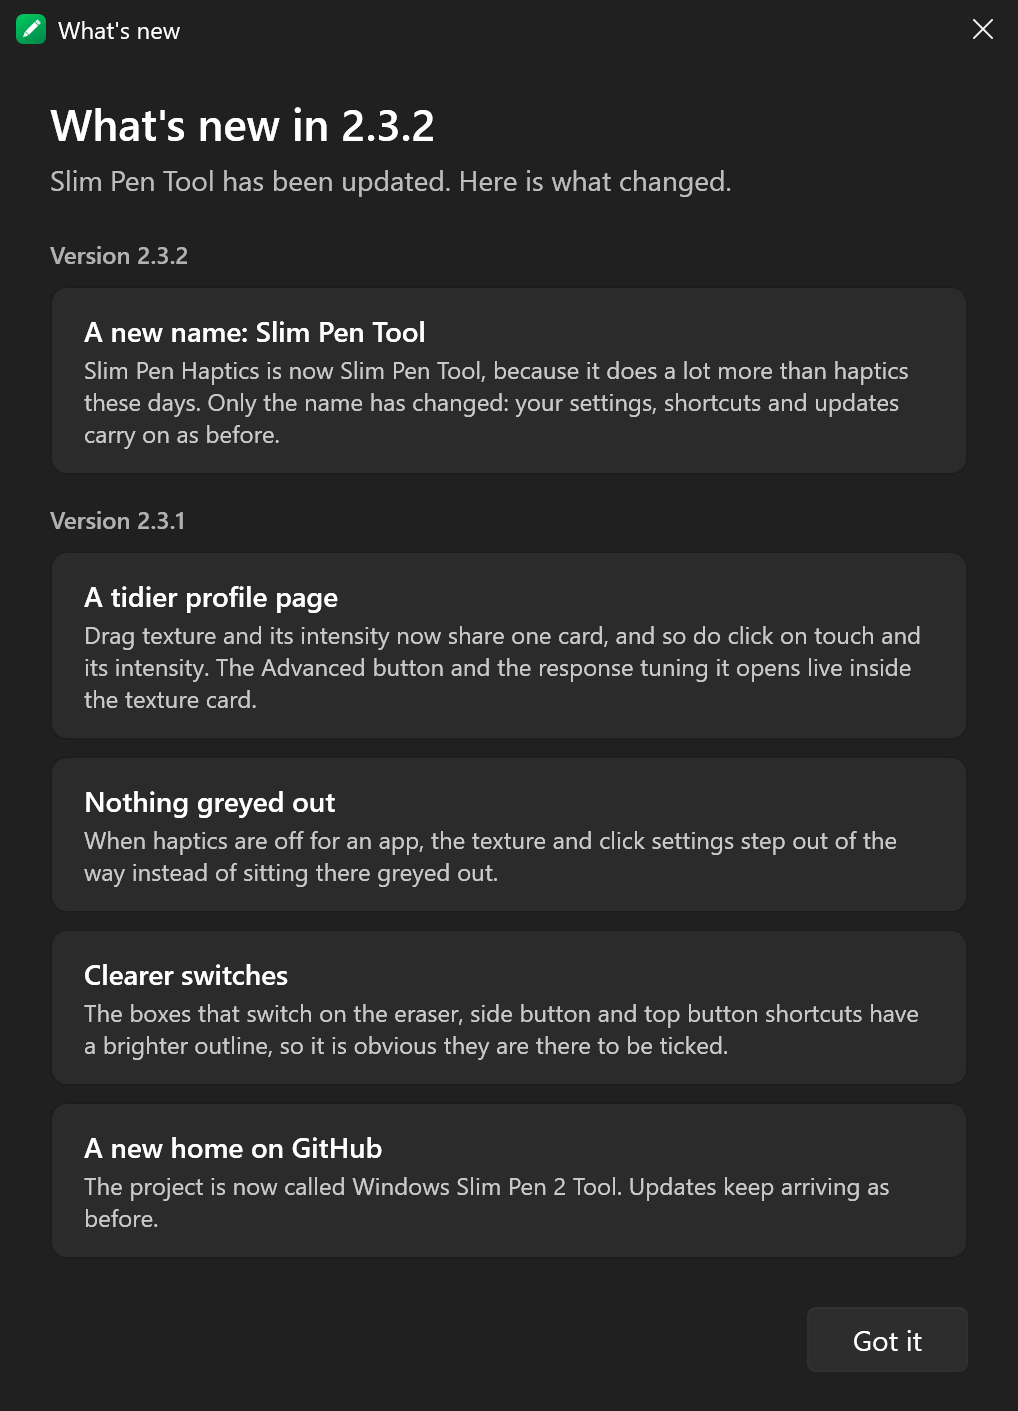 What's new
What's new in 2.3.2
Slim Pen Tool has been updated. Here is what changed.
Version 2.3.2
A new name: Slim Pen Tool
Slim Pen Haptics is now Slim Pen Tool, because it does a lot more than haptics
these days. Only the name has changed: your settings, shortcuts and updates
carry on as before.
Version 2.3.1
A tidier profile page
Drag texture and its intensity now share one card, and so do click on touch and
its intensity. The Advanced button and the response tuning it opens live inside
the texture card.
Nothing greyed out
When haptics are off for an app, the texture and click settings step out of the
way instead of sitting there greyed out.
Clearer switches
The boxes that switch on the eraser, side button and top button shortcuts have
a brighter outline, so it is obvious they are there to be ticked.
A new home on GitHub
The project is now called Windows Slim Pen 2 Tool. Updates keep arriving as
before.
Got it